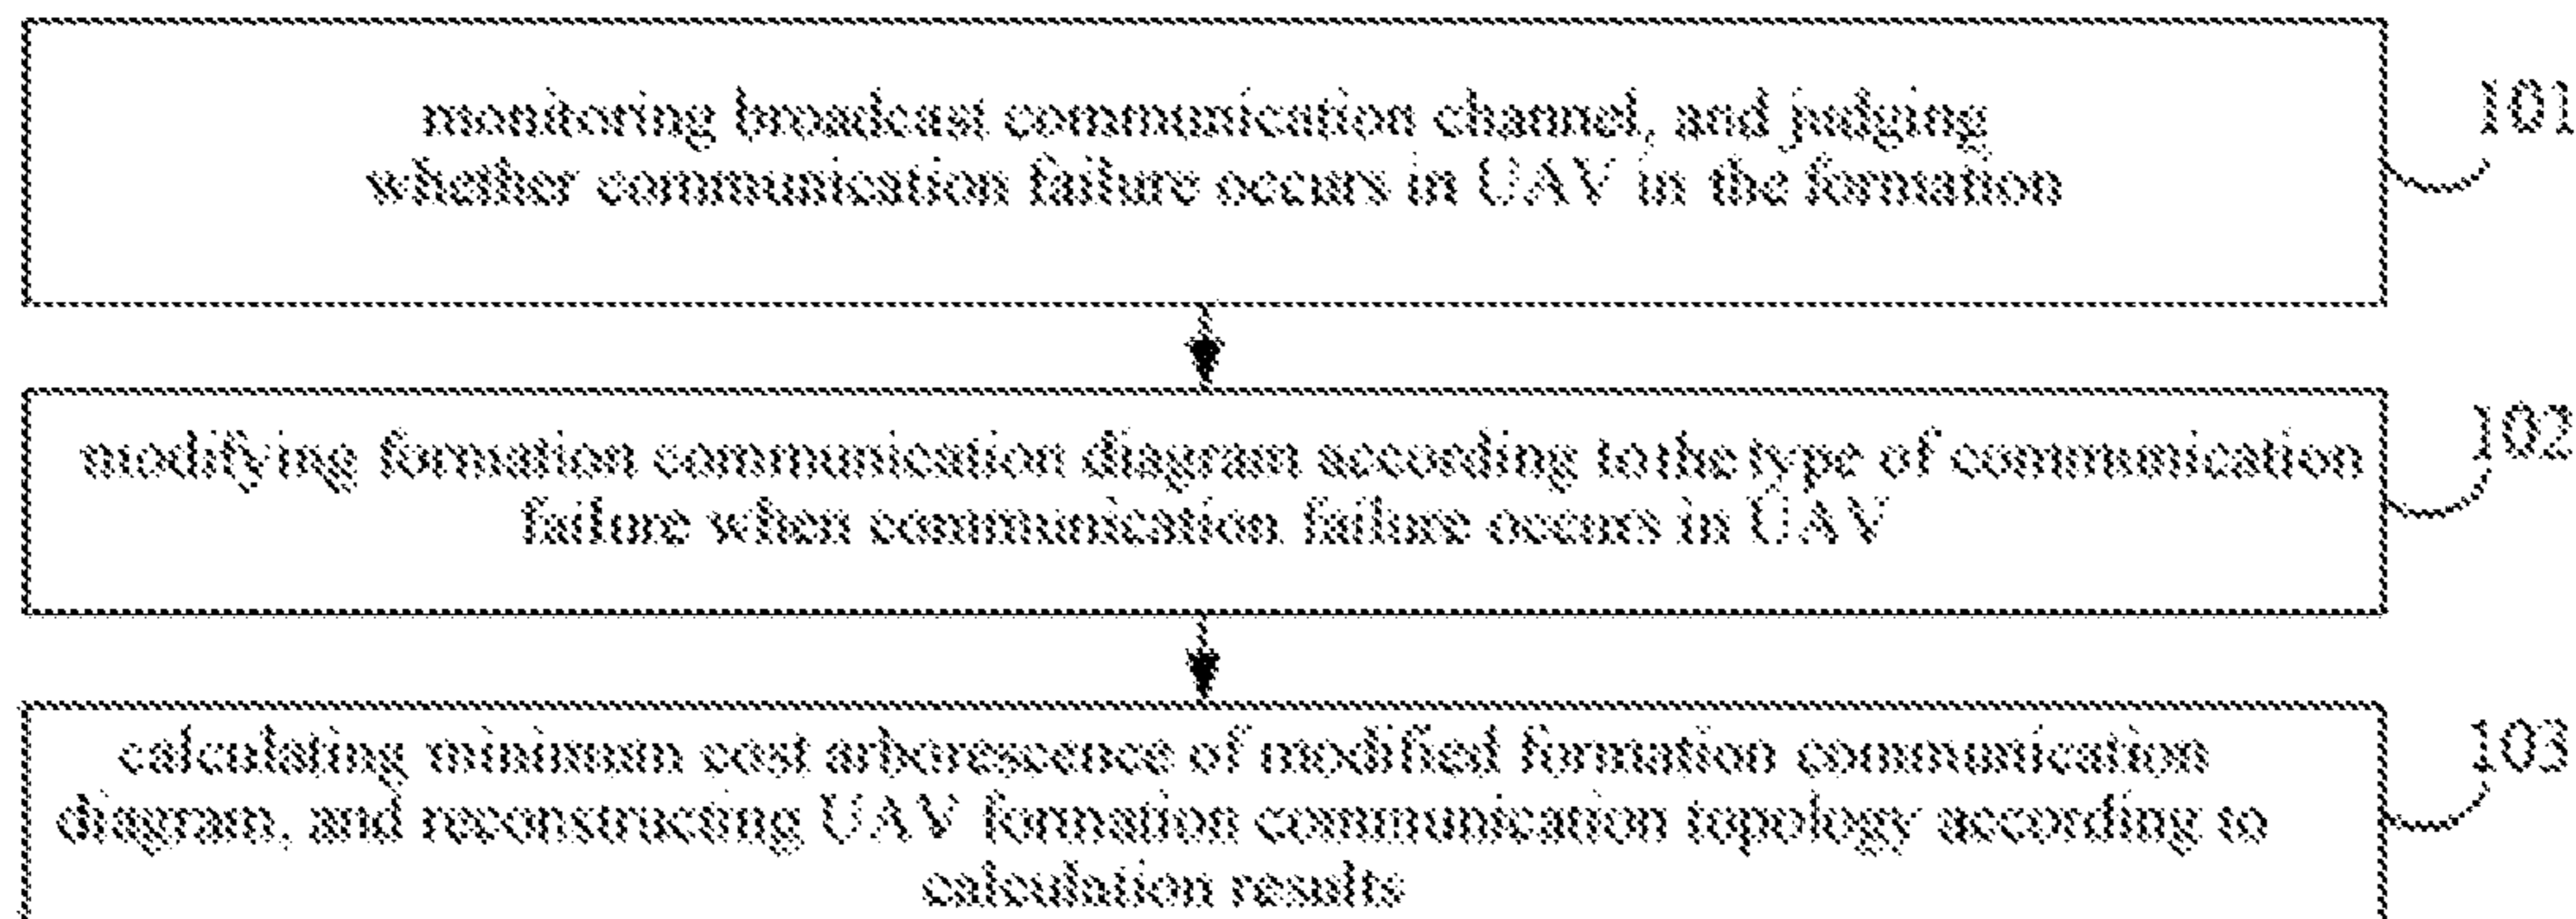 monitoring broadcast communication channel, and judging
whether communication failure occurs in UAV in the formation
101
modifying formation communication diagram according to the type of communication
failure when communication failure occurs in UAV
102
calculating minimum cost arborescence of modified formation communication
diagram, and reconstructing UAV formation communication topology according to
calculation results
103